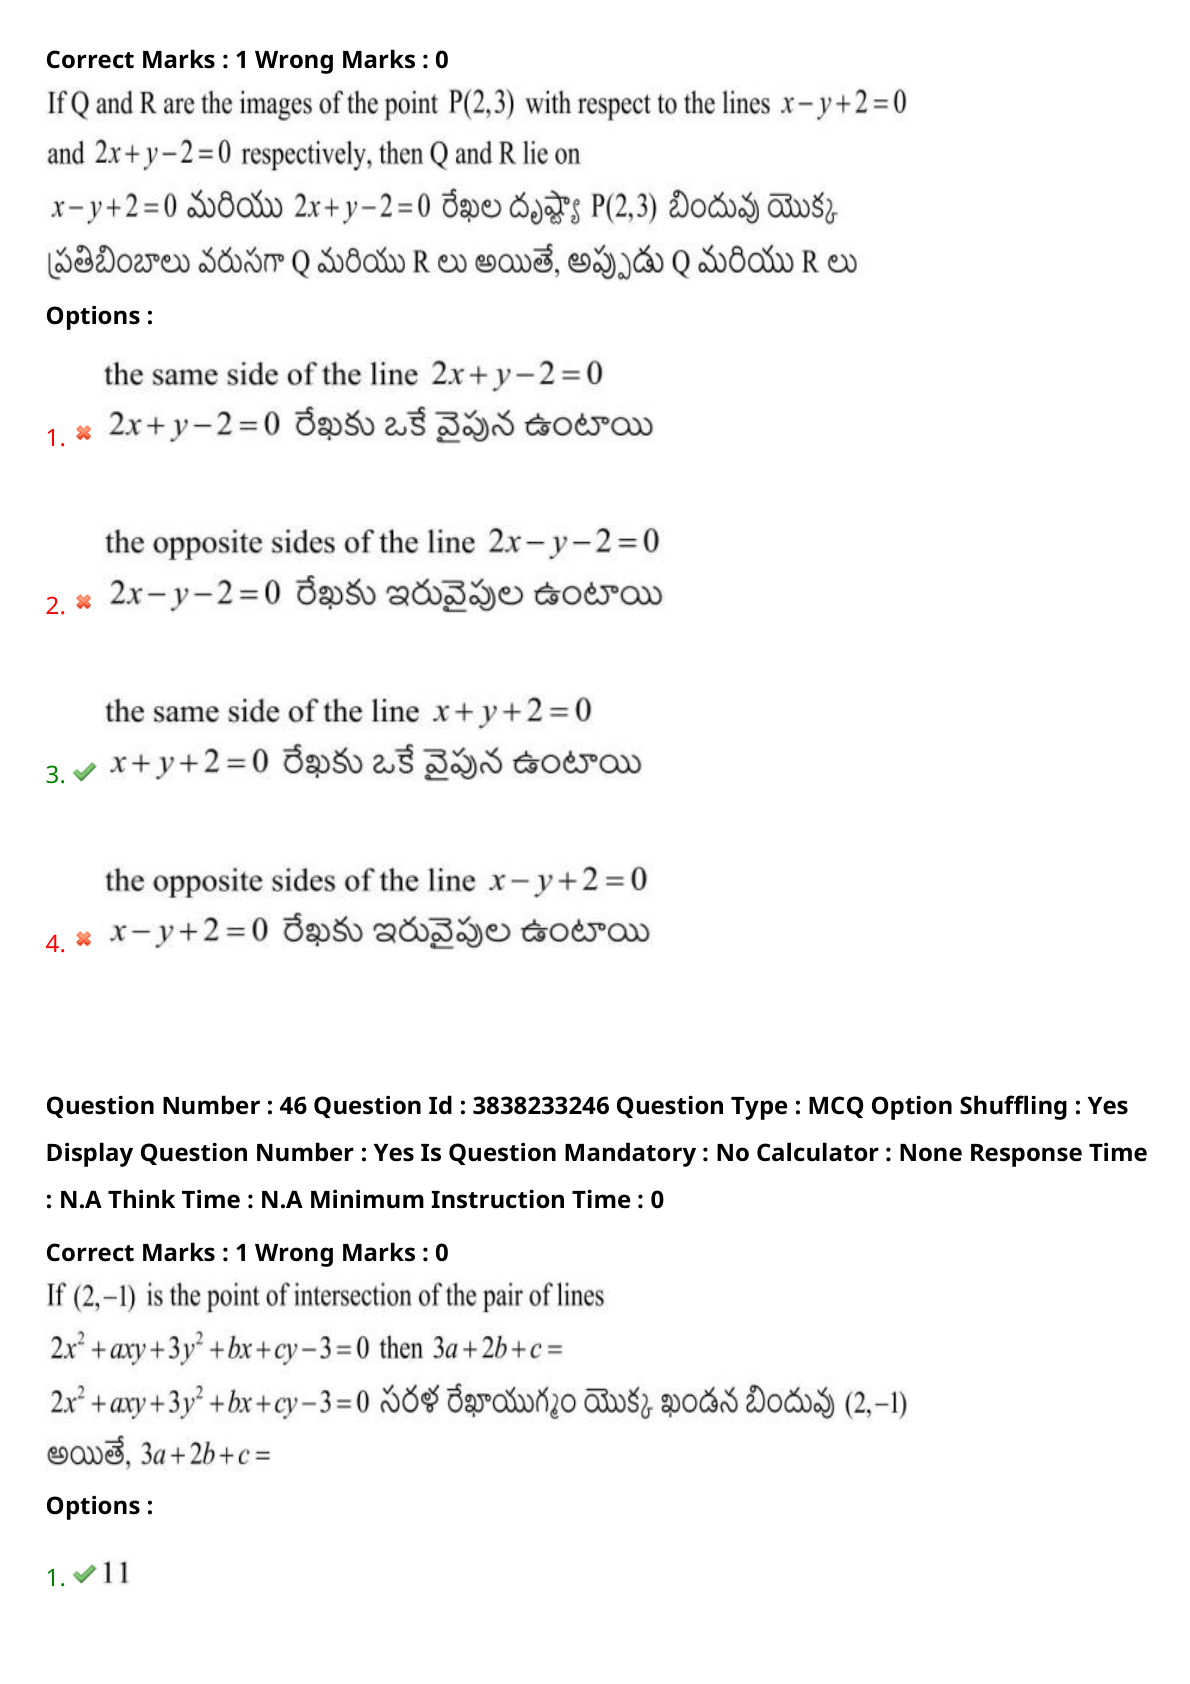 Correct Marks : 1 Wrong Marks : 0
If Q and R are the images of the point P(2,3) with respect to the lines x−y+2=0
and 2x+y−2=0 respectively, then Q and R lie on
x−y+2=0 మరియు 2x+y−2=0 రేఖల దృష్ట్యా P(2,3) బిందువు యొక్క
ప్రతిబింబాలు వరుసగా Q మరియు R లు అయితే, అప్పుడు Q మరియు R లు
Options :
the same side of the line 2x+y−2=0
1. ✖ 2x+y−2=0 రేఖకు ఒకే వైపున ఉంటాయి
the opposite sides of the line 2x−y−2=0
2. ✖ 2x−y−2=0 రేఖకు ఇరువైపుల ఉంటాయి
the same side of the line x+y+2=0
3. ✔ x+y+2=0 రేఖకు ఒకే వైపున ఉంటాయి
the opposite sides of the line x−y+2=0
4. ✖ x−y+2=0 రేఖకు ఇరువైపుల ఉంటాయి
Question Number : 46 Question Id : 3838233246 Question Type : MCQ Option Shuffling : Yes
Display Question Number : Yes Is Question Mandatory : No Calculator : None Response Time
: N.A Think Time : N.A Minimum Instruction Time : 0
Correct Marks : 1 Wrong Marks : 0
If (2,−1) is the point of intersection of the pair of lines
2x²+axy+3y²+bx+cy−3=0 then 3a+2b+c=
2x²+axy+3y²+bx+cy−3=0 సరళ రేఖాయుగ్మం యొక్క ఖండన బిందువు (2,−1)
అయితే, 3a+2b+c=
Options :
1. ✔ 11